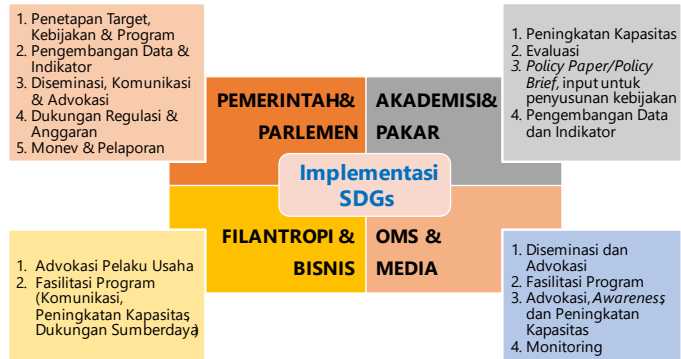 1. Penetapan Target,
Kebijakan & Program
2. Pengembangan Data &
Indikator
3. Diseminasi, Komunikasi
& Advokasi
4. Dukungan Regulasi &
Anggaran
5. Monev & Pelaporan
PEMERINTAH&
PARLEMEN
AKADEMISI&
PAKAR
1. Peningkatan Kapasitas
2. Evaluasi
3. Policy Paper/Policy
Brief, input untuk
penyusunan kebijakan
4. Pengembangan Data
dan Indikator
Implementasi
SDGs
1. Advokasi Pelaku Usaha
2. Fasilitasi Program
(Komunikasi,
Peningkatan Kapasitas,
Dukungan Sumberdaya)
FILANTROPI &
BISNIS
OMS &
MEDIA
1. Diseminasi dan
Advokasi
2. Fasilitasi Program
3. Advokasi, Awareness,
dan Peningkatan
Kapasitas
4. Monitoring